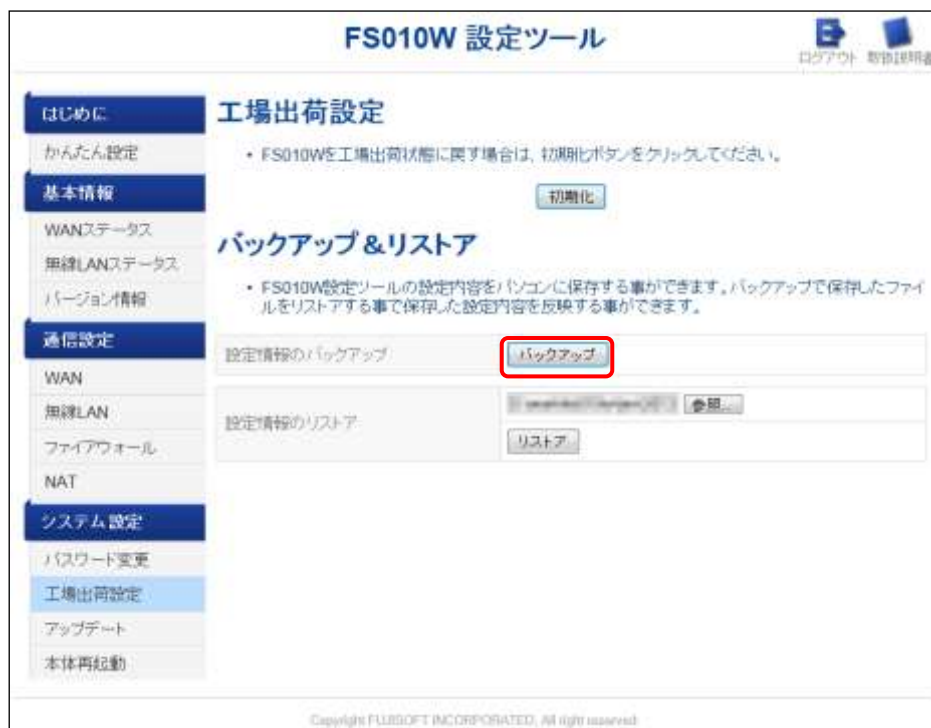 FS010W 設定ツール
ログアウト 取扱説明書
はじめに
かんたん設定
基本情報
WANステータス
無線LANステータス
バージョン情報
通信設定
WAN
無線LAN
ファイアウォール
NAT
システム設定
パスワード変更
工場出荷設定
アップデート
本体再起動
工場出荷設定
・FS010Wを工場出荷状態に戻す場合は、初期化ボタンをクリックしてください。
初期化
バックアップ&リストア
・FS010W設定ツールの設定内容をパソコンに保存する事ができます。バックアップで保存したファイ
ルをリストアする事で保存した設定内容を反映する事ができます。
設定情報のバックアップ
バックアップ
設定情報のリストア
参照...
リストア
Copyright FUJISOFT INCORPORATED, All right reserved.